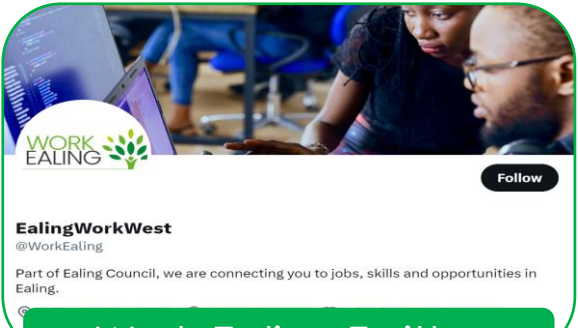 WORK
EALING
Follow
EalingWorkWest
@WorkEaling
Part of Ealing Council, we are connecting you to jobs, skills and opportunities in
Ealing.